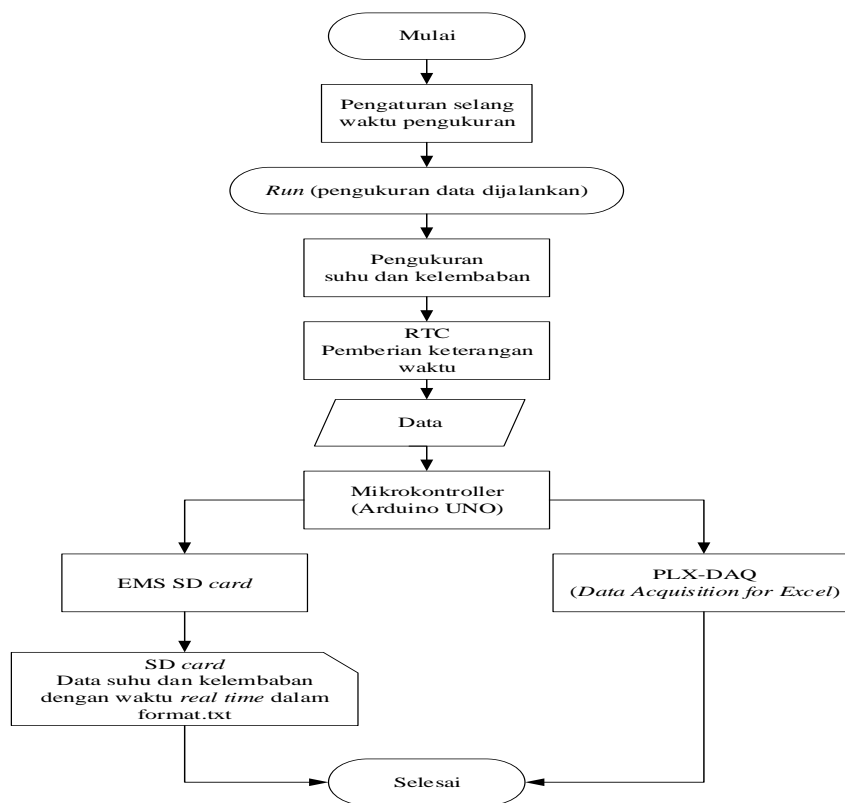 Mulai
Pengaturan selang
waktu pengukuran
Run (pengukuran data dijalankan)
Pengukuran
suhu dan kelembaban
RTC
Pemberian keterangan
waktu
Data
Mikrokontroller
(Arduino UNO)
EMS SD card
PLX-DAQ
(Data Acquisition for Excel)
SD card
Data suhu dan kelembaban
dengan waktu real time dalam
format.txt
Selesai